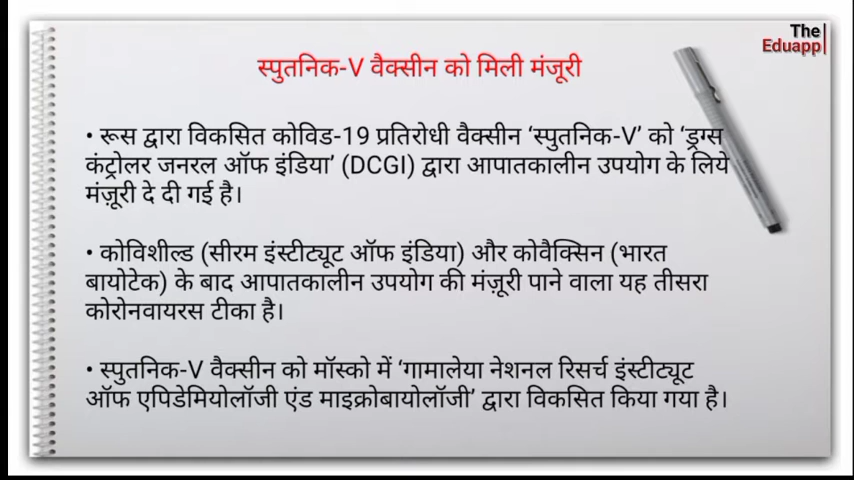 The
Eduapp
स्पुतनिक-V वैक्सीन को मिली मंजूरी
• रूस द्वारा विकसित कोविड-19 प्रतिरोधी वैक्सीन ‘स्पुतनिक-V’ को ‘ड्रग्स
कंट्रोलर जनरल ऑफ इंडिया’ (DCGI) द्वारा आपातकालीन उपयोग के लिये
मंज़ूरी दे दी गई है।
• कोविशील्ड (सीरम इंस्टीट्यूट ऑफ इंडिया) और कोवैक्सिन (भारत
बायोटेक) के बाद आपातकालीन उपयोग की मंज़ूरी पाने वाला यह तीसरा
कोरोनवायरस टीका है।
• स्पुतनिक-V वैक्सीन को मॉस्को में ‘गामालेया नेशनल रिसर्च इंस्टीट्यूट
ऑफ एपिडेमियोलॉजी एंड माइक्रोबायोलॉजी’ द्वारा विकसित किया गया है।